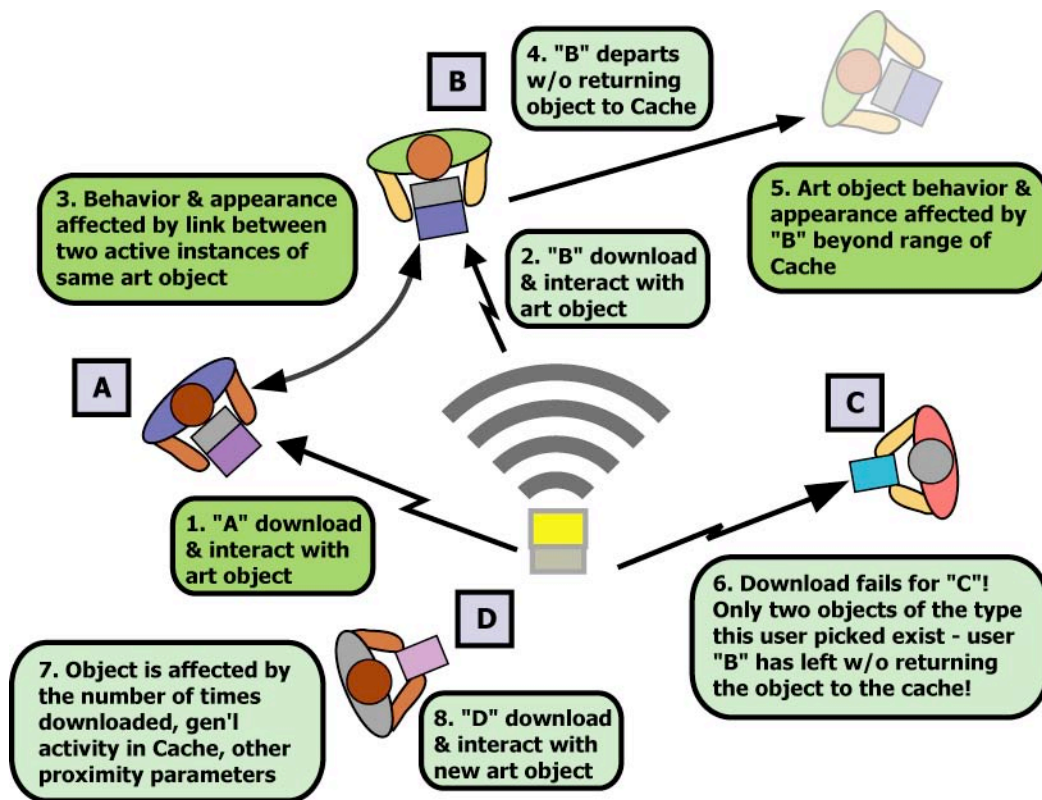 B
4. "B" departs
w/o returning
object to Cache
3. Behavior & appearance
affected by link between
two active instances of
same art object
5. Art object behavior &
appearance affected by
"B" beyond range of
Cache
2. "B" download
& interact with
art object
A
C
1. "A" download
& interact with
art object
6. Download fails for "C"!
Only two objects of the type
this user picked exist - user
"B" has left w/o returning
the object to the cache!
D
7. Object is affected by
the number of times
downloaded, gen'l
activity in Cache, other
proximity parameters
8. "D" download
& interact with
new art object